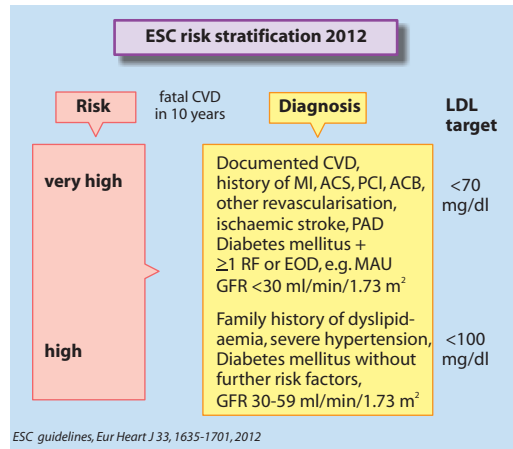 ESC risk stratification 2012
Risk
fatal CVD
in 10 years
Diagnosis
LDL
target
very high
Documented CVD,
history of MI, ACS, PCI, ACB,
other revascularisation,
ischaemic stroke, PAD
Diabetes mellitus +
≥1 RF or EOD, e.g. MAU
GFR <30 ml/min/1.73 m²
<70
mg/dl
high
Family history of dyslipid-
aemia, severe hypertension,
Diabetes mellitus without
further risk factors,
GFR 30-59 ml/min/1.73 m²
<100
mg/dl
ESC guidelines, Eur Heart J 33, 1635-1701, 2012